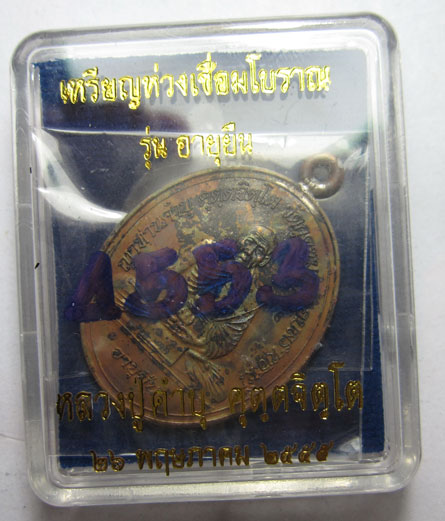 เหรียญห่วงเชื่อมโบราณ
รุ่น อายุยืน
A553
หลวงปู่คำบุ คุตฺตจิตฺโต
๒๖ พฤษภาคม ๒๕๕๕